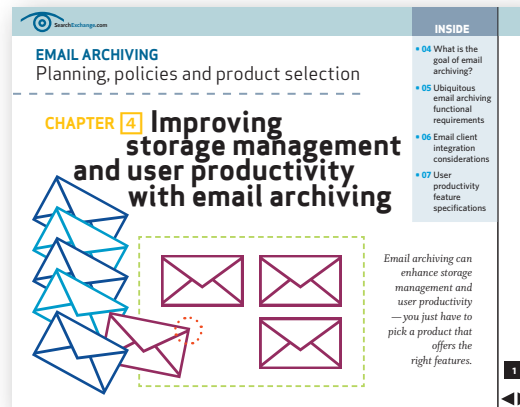 SearchExchange.com
EMAIL ARCHIVING
Planning, policies and product selection
CHAPTER 4 Improving
storage management
and user productivity
with email archiving
INSIDE
• 04 What is the
goal of email
archiving?
• 05 Ubiquitous
email archiving
functional
requirements
• 06 Email client
integration
considerations
• 07 User
productivity
feature
specifications
Email archiving can
enhance storage
management and
user productivity
—you just have to
pick a product that
offers the
right features.
1